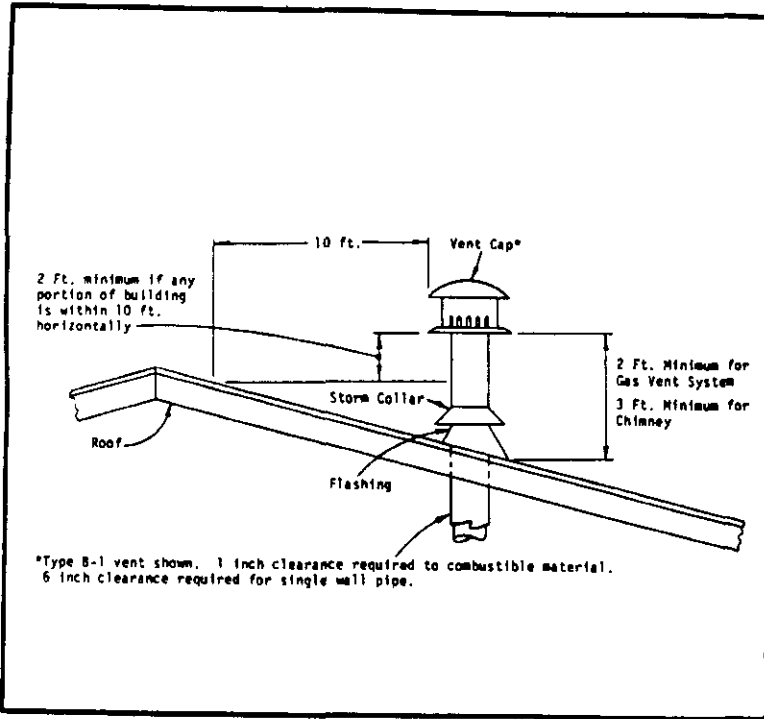 10 ft.
Vent Cap*
2 Ft. minimum if any
portion of building
is within 10 ft.
horizontally
2 Ft. Minimum for
Gas Vent System
3 Ft. Minimum for
Chimney
Storm Collar
Roof
Flashing
*Type B-1 vent shown. 1 inch clearance required to combustible material.
6 inch clearance required for single wall pipe.